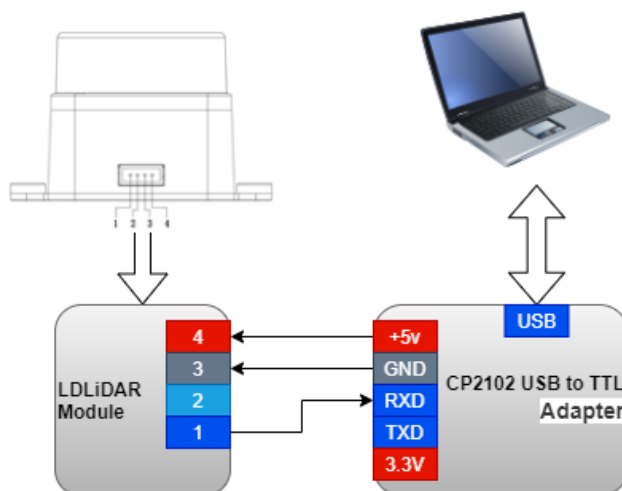 1 2 3 4
LDLiDAR
Module
4
3
2
1
USB
+5v
GND
RXD
TXD
3.3V
CP2102 USB to TTL
Adapter